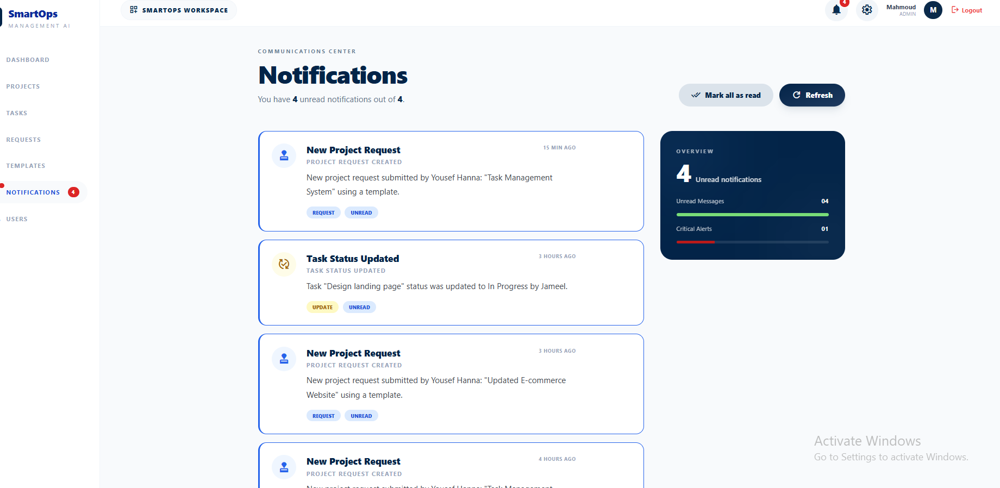 SmartOps
MANAGEMENT AI
DASHBOARD
PROJECTS
TASKS
REQUESTS
TEMPLATES
NOTIFICATIONS 4
USERS
SMARTOPS WORKSPACE
4
Mahmoud
ADMIN
M
Logout
COMMUNICATIONS CENTER
Notifications
You have 4 unread notifications out of 4.
Mark all as read
Refresh
New Project Request
15 MIN AGO
PROJECT REQUEST CREATED
New project request submitted by Yousef Hanna: "Task Management
System" using a template.
REQUEST UNREAD
Task Status Updated
3 HOURS AGO
TASK STATUS UPDATED
Task "Design landing page" status was updated to In Progress by Jameel.
UPDATE UNREAD
New Project Request
3 HOURS AGO
PROJECT REQUEST CREATED
New project request submitted by Yousef Hanna: "Updated E-commerce
Website" using a template.
REQUEST UNREAD
New Project Request
4 HOURS AGO
PROJECT REQUEST CREATED
New project request submitted by Yousef Hanna: "Task Management
OVERVIEW
4 Unread notifications
Unread Messages 04
Critical Alerts 01
Activate Windows
Go to Settings to activate Windows.